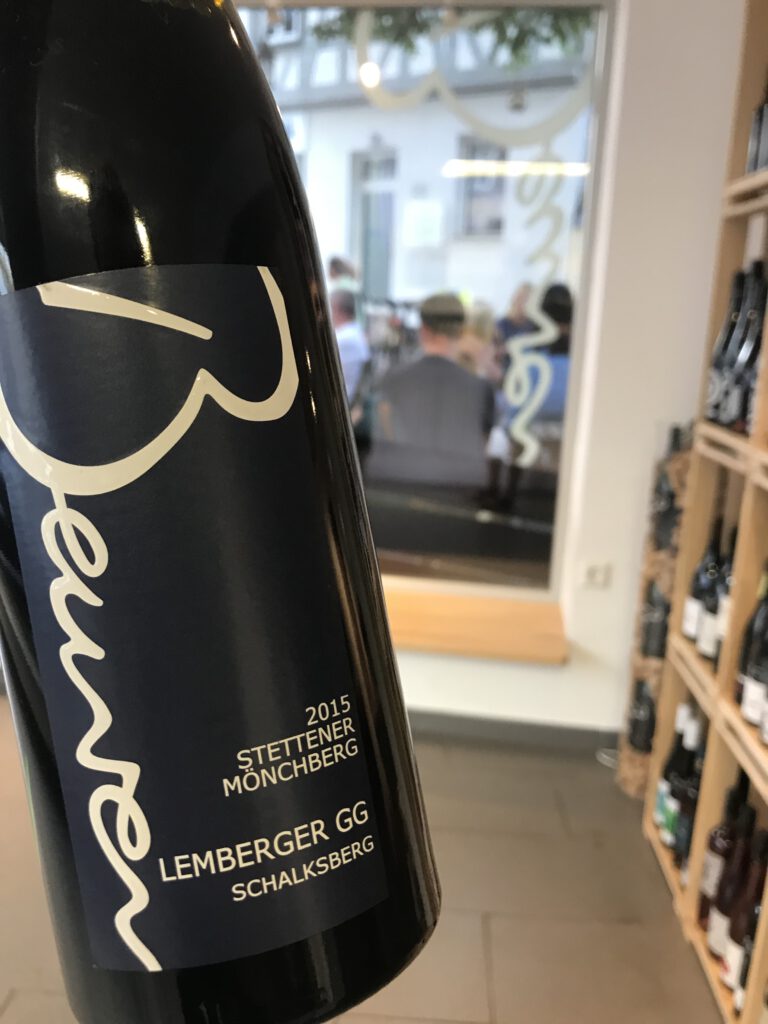 Beurer
2015
STETTENER
MÖNCHBERG
LEMBERGER GG
SCHALKSBERG